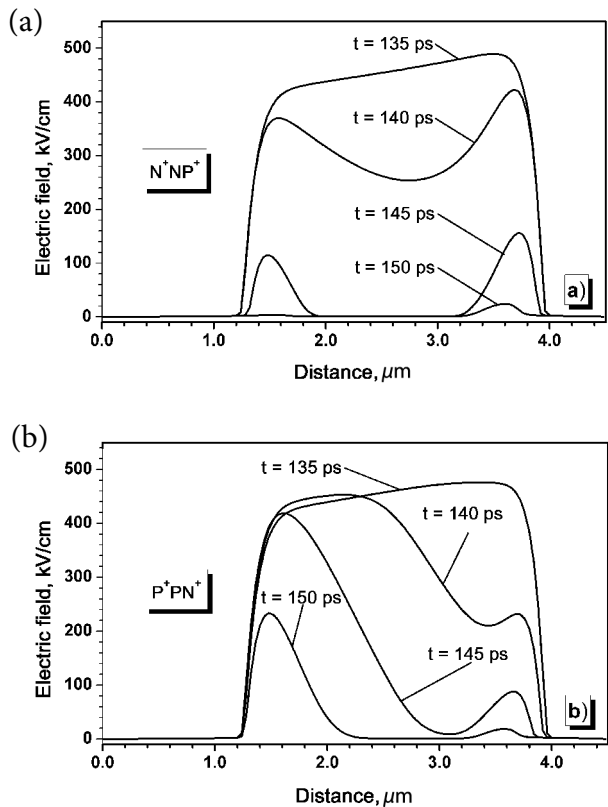 (a)
500
400
300
200
100
0
Electric field, kV/cm
N⁺NP⁺
t = 135 ps
t = 140 ps
t = 145 ps
t = 150 ps
a)
0.0 1.0 2.0 3.0 4.0
Distance, µm
(b)
500
400
300
200
100
0
Electric field, kV/cm
P⁺PN⁺
t = 135 ps
t = 140 ps
t = 150 ps
t = 145 ps
b)
0.0 1.0 2.0 3.0 4.0
Distance, µm